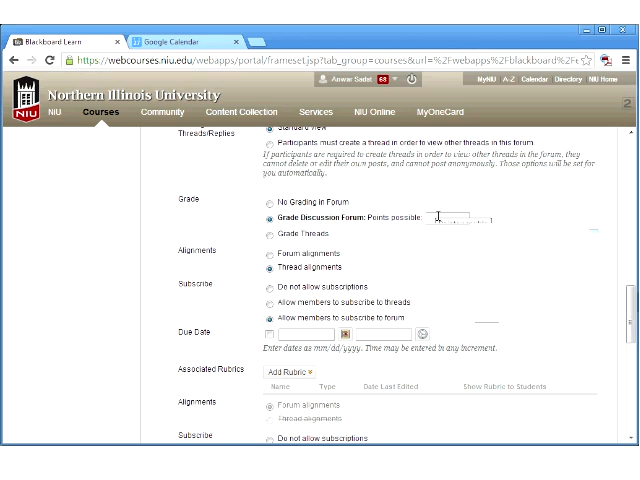 Blackboard Learn
Google Calendar
https://webcourses.niu.edu/webapps/portal/frameset.jsp?tab_group=courses&url=%2Fwebapps%2Fblackboard%2Fe
Anwar Sadat 68
MyNIU A-Z Calendar Directory NIU Home
Northern Illinois University
NIU
NIU Courses Community Content Collection Services NIU Online MyOneCard
2
Threads/Replies
Standard View
Participants must create a thread in order to view other threads in this forum
If participants are required to create threads in order to view other threads in the forum, they
cannot delete or edit their own posts, and cannot post anonymously. Those options will be set for
you automatically.
Grade
No Grading in Forum
Grade Discussion Forum: Points possible:
Grade Threads
Alignments
Forum alignments
Thread alignments
Subscribe
Do not allow subscriptions
Allow members to subscribe to threads
Allow members to subscribe to forum
Due Date
Enter dates as mm/dd/yyyy. Time may be entered in any increment.
Associated Rubrics
Add Rubric
Name Type Date Last Edited Show Rubric to Students
Alignments
Forum alignments
Thread alignments
Subscribe
Do not allow subscriptions